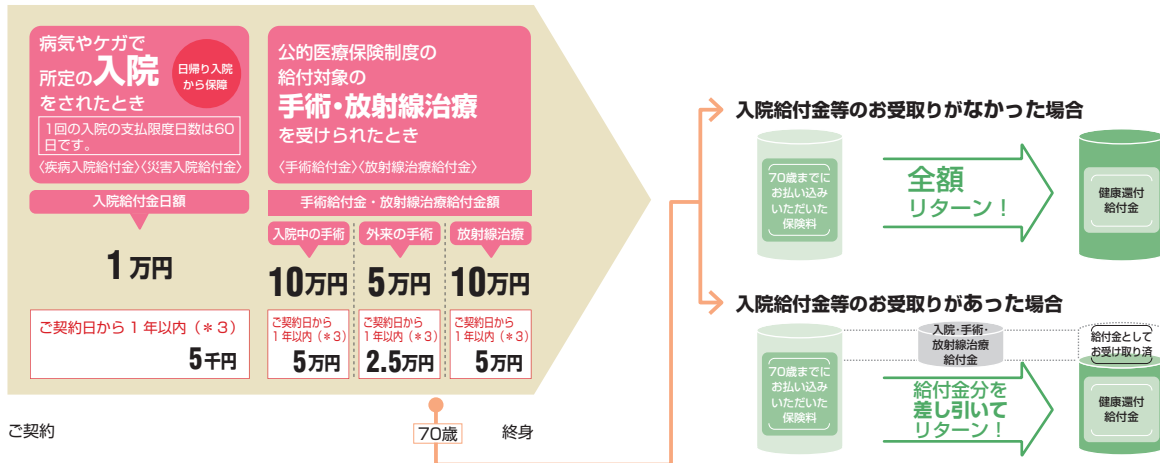 病気やケガで
所定の入院
をされたとき
日帰り入院
から保障
1回の入院の支払限度日数は60
日です。
〈疾病入院給付金〉〈災害入院給付金〉
入院給付金日額
1万円
ご契約日から1年以内（＊3）
5千円
公的医療保険制度の
給付対象の
手術・放射線治療
を受けられたとき
〈手術給付金〉〈放射線治療給付金〉
手術給付金・放射線治療給付金額
入院中の手術
10万円
ご契約日から
1年以内（＊3）
5万円
外来の手術
5万円
ご契約日から
1年以内（＊3）
2.5万円
放射線治療
10万円
ご契約日から
1年以内（＊3）
5万円
ご契約
70歳
終身
入院給付金等のお受取りがなかった場合
70歳までに
お払い込み
いただいた
保険料
全額
リターン！
健康還付
給付金
入院給付金等のお受取りがあった場合
70歳までに
お払い込み
いただいた
保険料
入院・手術・
放射線治療
給付金
給付金として
お受け取り済
給付金分を
差し引いて
リターン！
健康還付
給付金